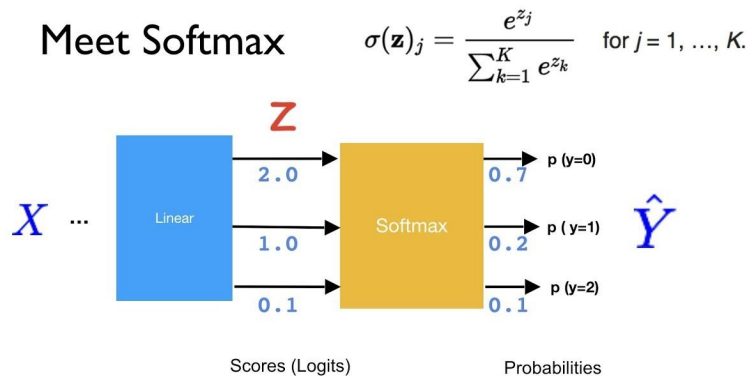 Meet Softmax
σ(z)_j = e^{z_j} / ∑_{k=1}^{K} e^{z_k} for j = 1, …, K.
Z
2.0 0.7 p (y=0)
X ... Linear 1.0 Softmax 0.2 p ( y=1) Ŷ
0.1 0.1 p (y=2)
Scores (Logits) Probabilities